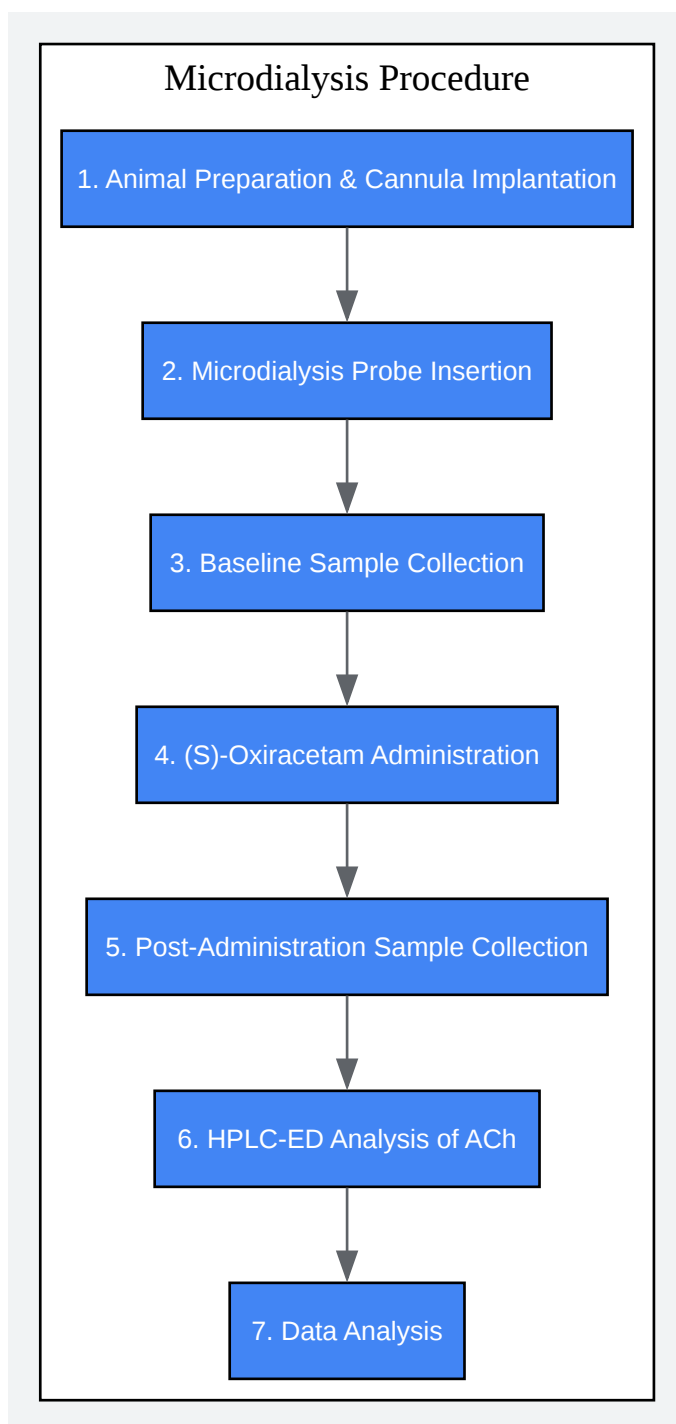 Microdialysis Procedure
1. Animal Preparation & Cannula Implantation
2. Microdialysis Probe Insertion
3. Baseline Sample Collection
4. (S)-Oxiracetam Administration
5. Post-Administration Sample Collection
6. HPLC-ED Analysis of ACh
7. Data Analysis